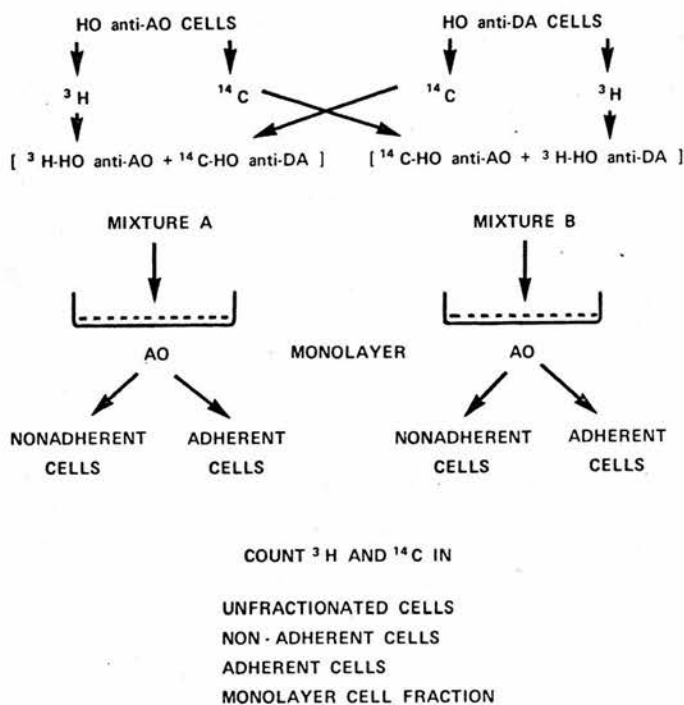 HO anti-AO CELLS HO anti-DA CELLS
³H ¹⁴C ¹⁴C ³H
[ ³H-HO anti-AO + ¹⁴C-HO anti-DA ] [¹⁴C-HO anti-AO + ³H-HO anti-DA ]
MIXTURE A MIXTURE B
AO MONOLAYER AO
NONADHERENT CELLS ADHERENT CELLS NONADHERENT CELLS ADHERENT CELLS
COUNT ³H AND ¹⁴C IN
UNFRACTIONATED CELLS
NON-ADHERENT CELLS
ADHERENT CELLS
MONOLAYER CELL FRACTION